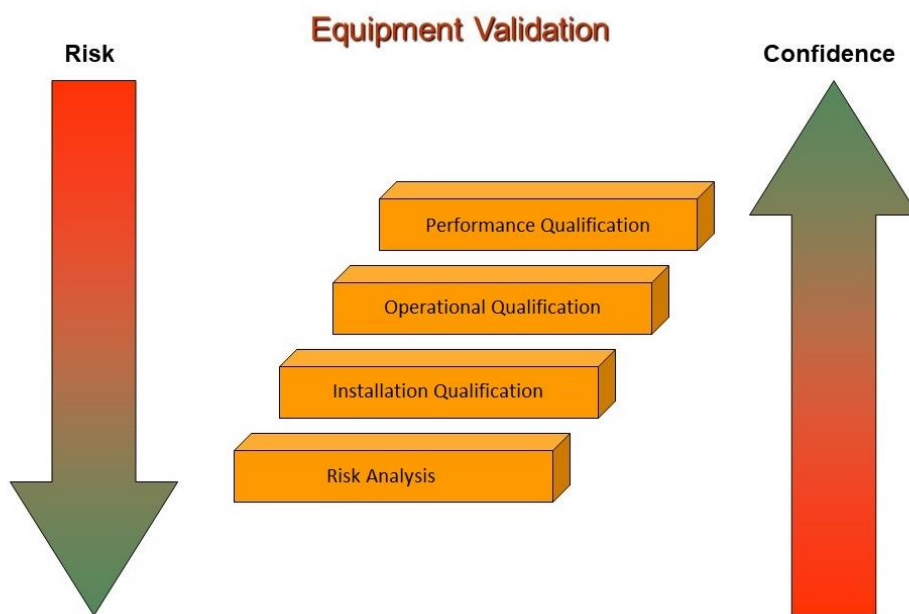 Equipment Validation
Risk
Confidence
Performance Qualification
Operational Qualification
Installation Qualification
Risk Analysis